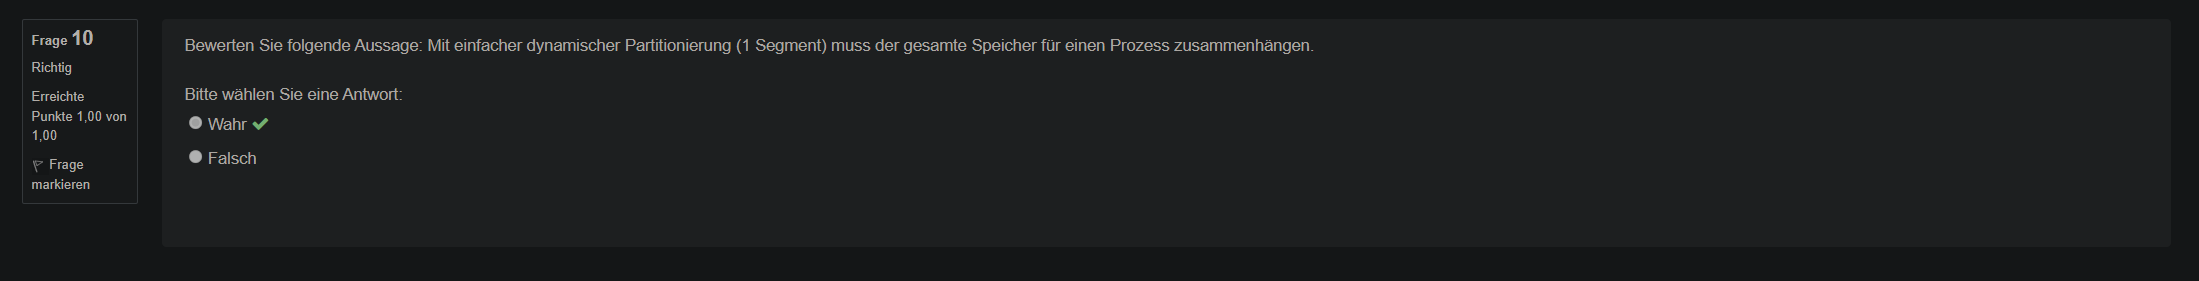 Frage 10
Richtig
Erreichte
Punkte 1,00 von
1,00
Frage
markieren
Bewerten Sie folgende Aussage: Mit einfacher dynamischer Partitionierung (1 Segment) muss der gesamte Speicher für einen Prozess zusammenhängen.
Bitte wählen Sie eine Antwort:
Wahr
Falsch